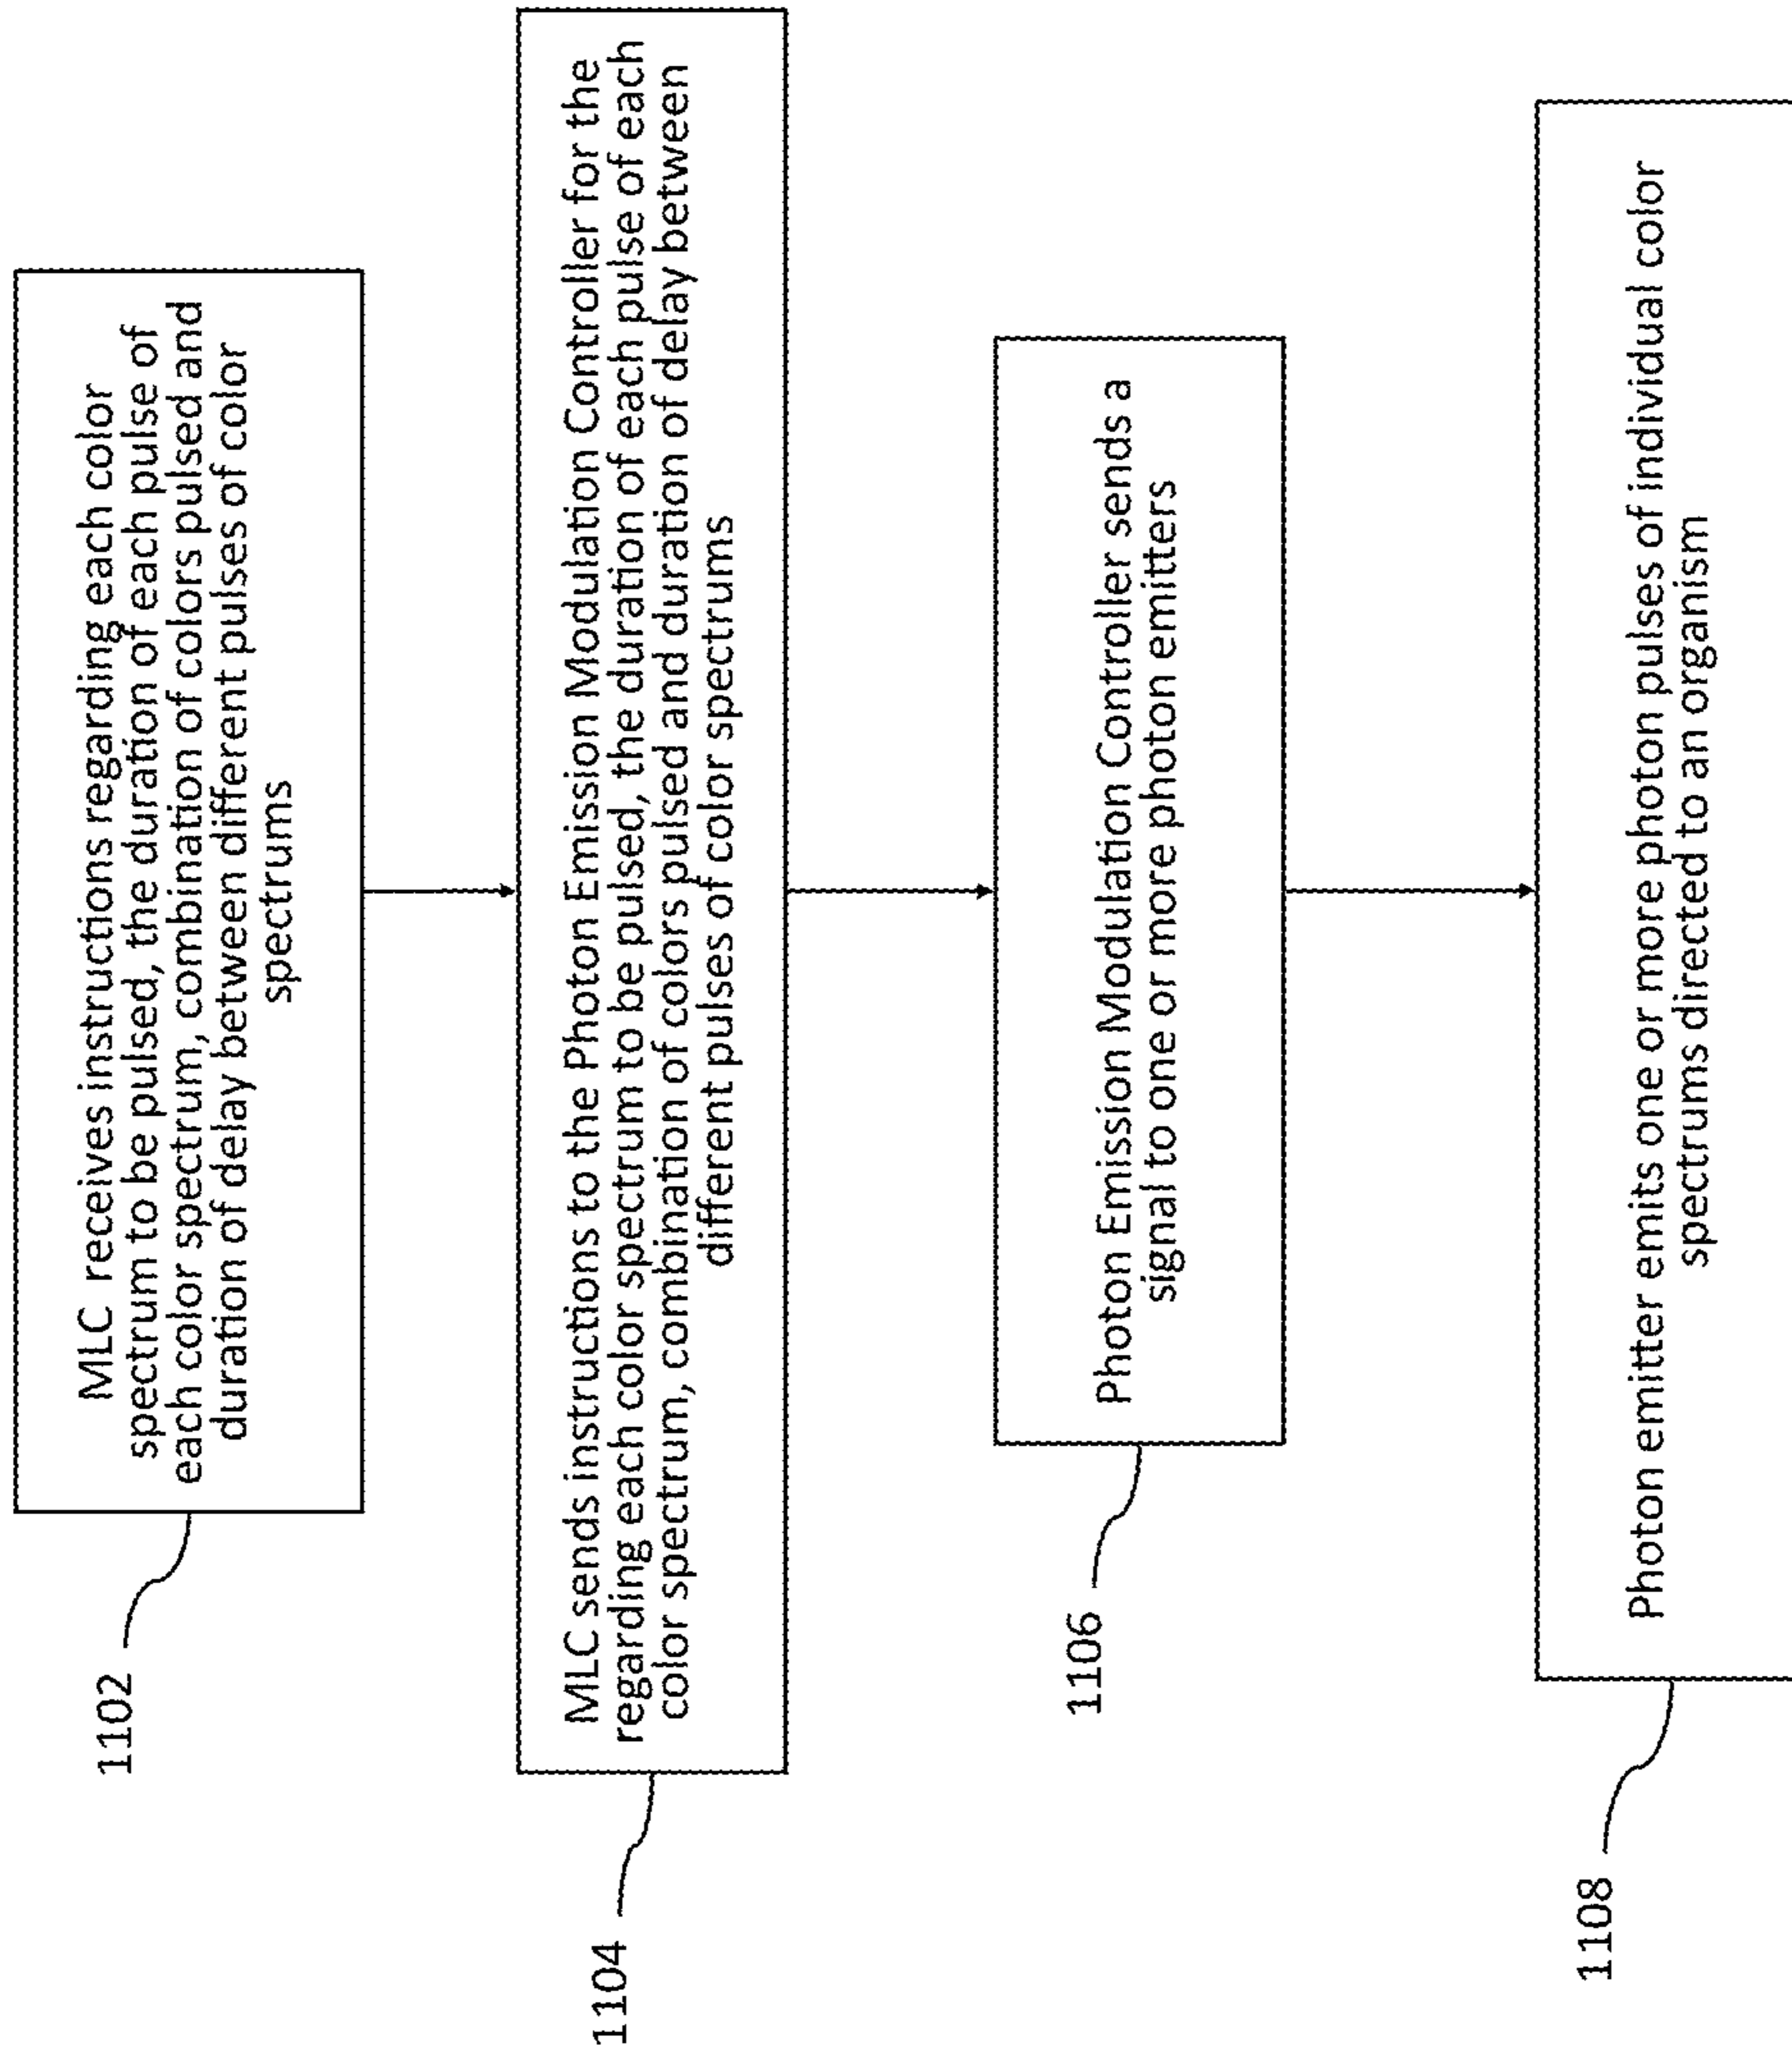 1102
MLC receives instructions regarding each color
spectrum to be pulsed, the duration of each pulse of
each color spectrum, combination of colors pulsed and
duration of delay between different pulses of color
spectrums
1104
MLC sends instructions to the Photon Emission Modulation Controller for the
regarding each color spectrum to be pulsed, the duration of each pulse of each
color spectrum, combination of colors pulsed and duration of delay between
different pulses of color spectrums
1106
Photon Emission Modulation Controller sends a
signal to one or more photon emitters
1108
Photon emitter emits one or more photon pulses of individual color
spectrums directed to an organism